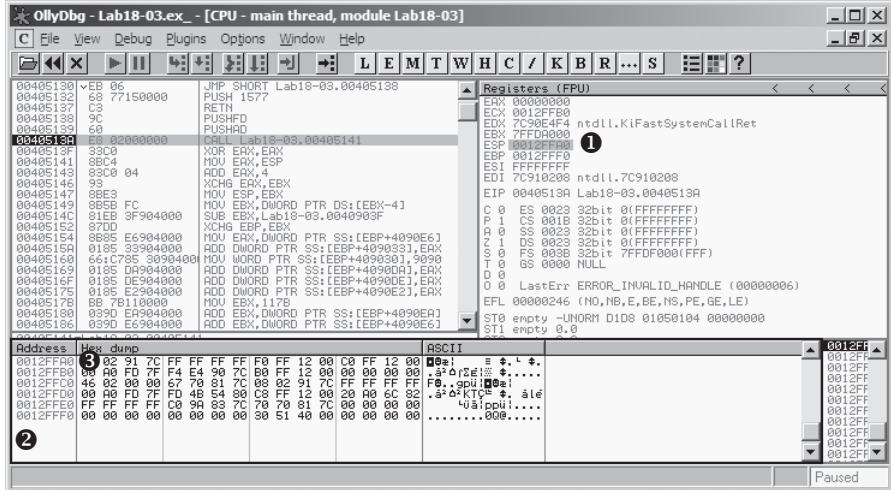 OllyDbg - Lab18-03.ex_ - [CPU - main thread, module Lab18-03]
C File View Debug Plugins Options Window Help
L E M T W H C / K B R ... S ?
00405130 EB 06 JMP SHORT Lab18-03.00405138
00405132 68 77150000 PUSH 1577
00405137 C3 RETN
00405138 9C PUSHFD
00405139 60 PUSHAD
0040513A E8 02000000 CALL Lab18-03.00405141
0040513F 33C0 XOR EAX,EAX
00405141 8BC4 MOV EAX,ESP
00405143 83C0 04 ADD EAX,4
00405146 93 XCHG EAX,EBX
00405147 8BE3 MOV ESP,EBX
00405149 8B5B FC MOV EBX,DWORD PTR DS:[EBX-4]
0040514C 81EB 3F904000 SUB EBX,Lab18-03.0040903F
00405152 87DD XCHG EBP,EBX
00405154 8B85 E6904000 MOV EAX,DWORD PTR SS:[EBP+4090E6]
0040515A 0185 33904000 ADD DWORD PTR SS:[EBP+409033],EAX
00405160 66:C785 30904000 MOV WORD PTR SS:[EBP+409030],9090
00405169 0185 DA904000 ADD DWORD PTR SS:[EBP+4090DA],EAX
0040516F 0185 DE904000 ADD DWORD PTR SS:[EBP+4090DE],EAX
00405175 0185 E2904000 ADD DWORD PTR SS:[EBP+4090E2],EAX
0040517B BB 7B110000 MOV EBX,117B
00405180 039D EA904000 ADD EBX,DWORD PTR SS:[EBP+4090EA]
00405186 039D E6904000 ADD EBX,DWORD PTR SS:[EBP+4090E6]
Registers (FPU) < < <
EAX 00000000
ECX 0012FFB0
EDX 7C90E4F4 ntdll.KiFastSystemCallRet
EBX 7FFDA000
ESP 0012FFA0 1
EBP 0012FFF0
ESI FFFFFFFF
EDI 7C910208 ntdll.7C910208
EIP 0040513A Lab18-03.0040513A
C 0 ES 0023 32bit 0(FFFFFFFF)
P 1 CS 001B 32bit 0(FFFFFFFF)
A 0 SS 0023 32bit 0(FFFFFFFF)
Z 1 DS 0023 32bit 0(FFFFFFFF)
S 0 FS 003B 32bit 7FFDF000(FFF)
T 0 GS 0000 NULL
D 0
O 0 LastErr ERROR_INVALID_HANDLE (00000006)
EFL 00000246 (NO,NB,E,BE,NS,PE,GE,LE)
ST0 empty -UNORM D1D8 01050104 00000000
ST1 empty 0.0
Address Hex dump ASCII
0012FFA0 3 02 91 7C FF FF FF FF F0 FF 12 00 C0 FF 12 00
0012FFB0 00 A0 FD 7F F4 E4 90 7C B0 FF 12 00 00 00 00 00
0012FFC0 46 02 00 00 67 70 81 7C 08 02 91 7C FF FF FF FF
0012FFD0 00 A0 FD 7F FD 4B 54 80 C8 FF 12 00 20 A0 6C 82
0012FFE0 FF FF FF FF C0 9A 83 7C 70 70 81 7C 00 00 00 00
0012FFF0 00 00 00 00 00 00 00 00 30 51 40 00 00 00 00 00
2
0012FF
0012FF
0012FF
0012FF
0012FF
0012FF
0012FF
0012FF
Paused